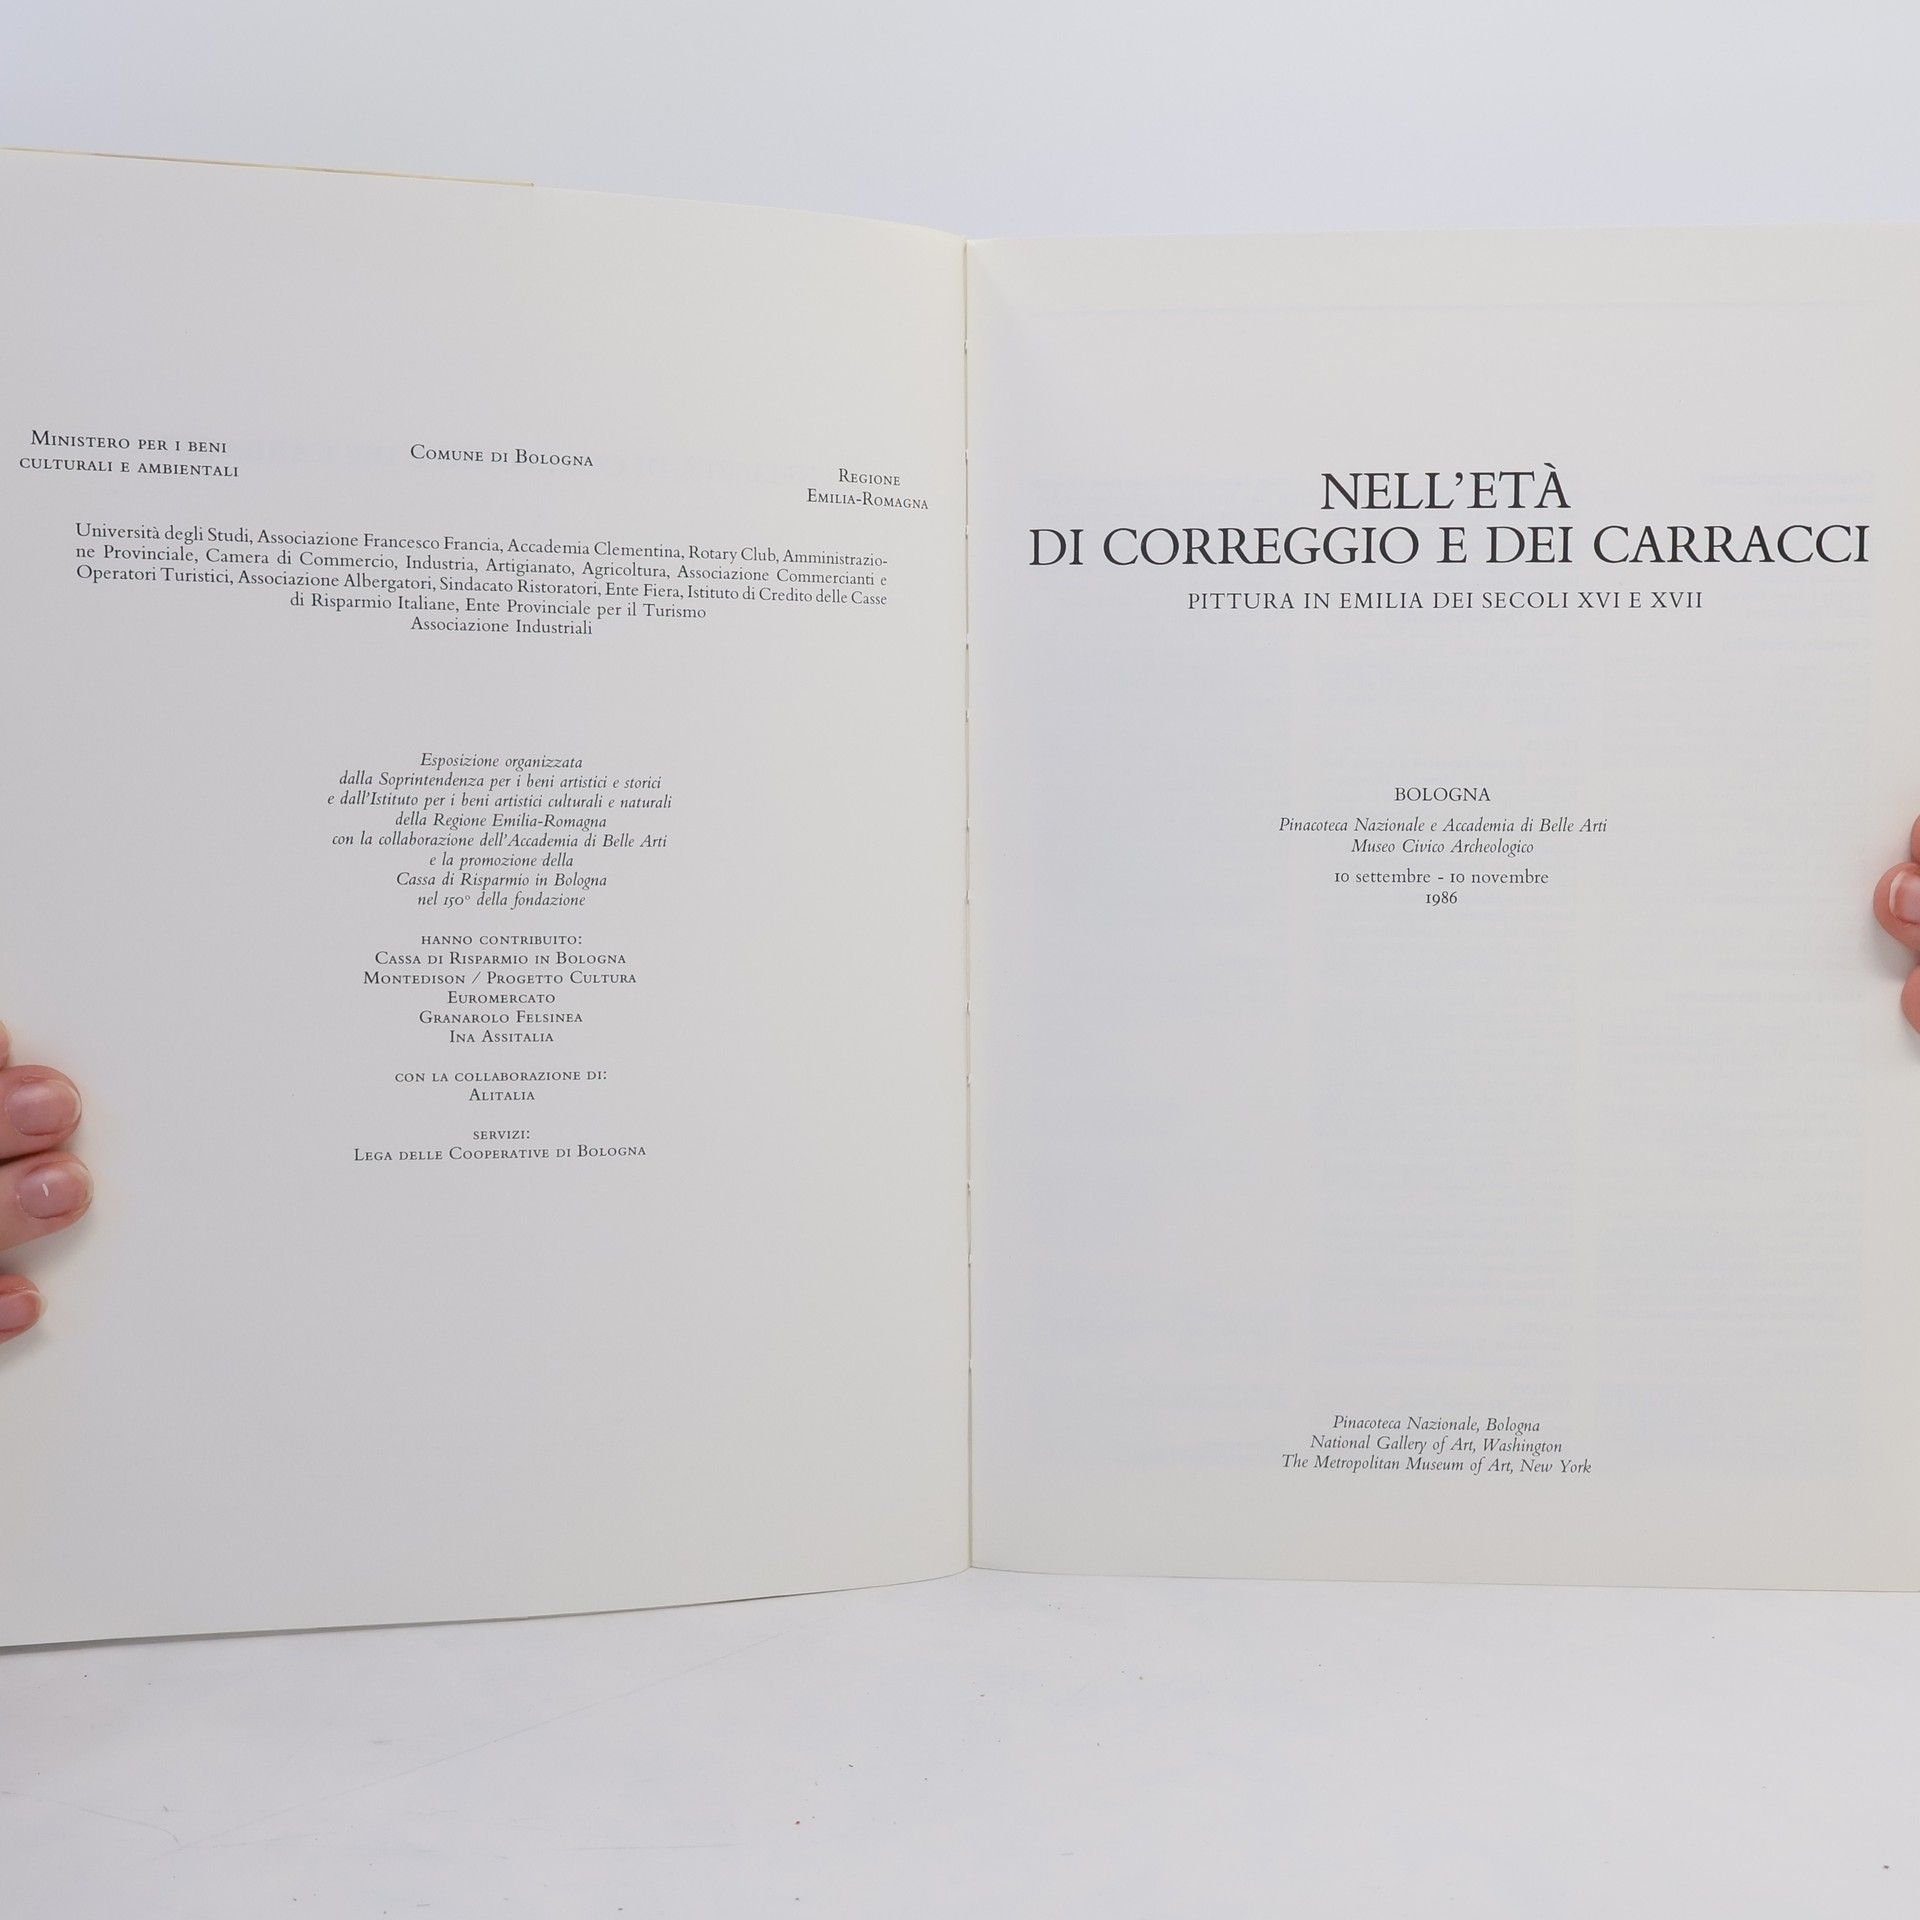 MINISTERO PER I BENI
CULTURALI E AMBIENTALI
COMUNE DI BOLOGNA
REGIONE
EMILIA-ROMAGNA
Università degli Studi, Associazione Francesco Francia, Accademia Clementina, Rotary Club, Amministrazio-
ne Provinciale, Camera di Commercio, Industria, Artigianato, Agricoltura, Associazione Commercianti e
Operatori Turistici, Associazione Albergatori, Sindacato Ristoratori, Ente Fiera, Istituto di Credito delle Casse
di Risparmio Italiane, Ente Provinciale per il Turismo
Associazione Industriali
Esposizione organizzata
dalla Soprintendenza per i beni artistici e storici
e dall'Istituto per i beni artistici culturali e naturali
della Regione Emilia-Romagna
con la collaborazione dell'Accademia di Belle Arti
e la promozione della
Cassa di Risparmio in Bologna
nel 150° della fondazione
HANNO CONTRIBUITO:
CASSA DI RISPARMIO IN BOLOGNA
MONTEDISON / PROGETTO CULTURA
EUROMERCATO
GRANAROLO FELSINEA
INA ASSITALIA
CON LA COLLABORAZIONE DI:
ALITALIA
SERVIZI:
LEGA DELLE COOPERATIVE DI BOLOGNA
NELL'ETÀ
DI CORREGGIO E DEI CARRACCI
PITTURA IN EMILIA DEI SECOLI XVI E XVII
BOLOGNA
Pinacoteca Nazionale e Accademia di Belle Arti
Museo Civico Archeologico
10 settembre - 10 novembre
1986
Pinacoteca Nazionale, Bologna
National Gallery of Art, Washington
The Metropolitan Museum of Art, New York